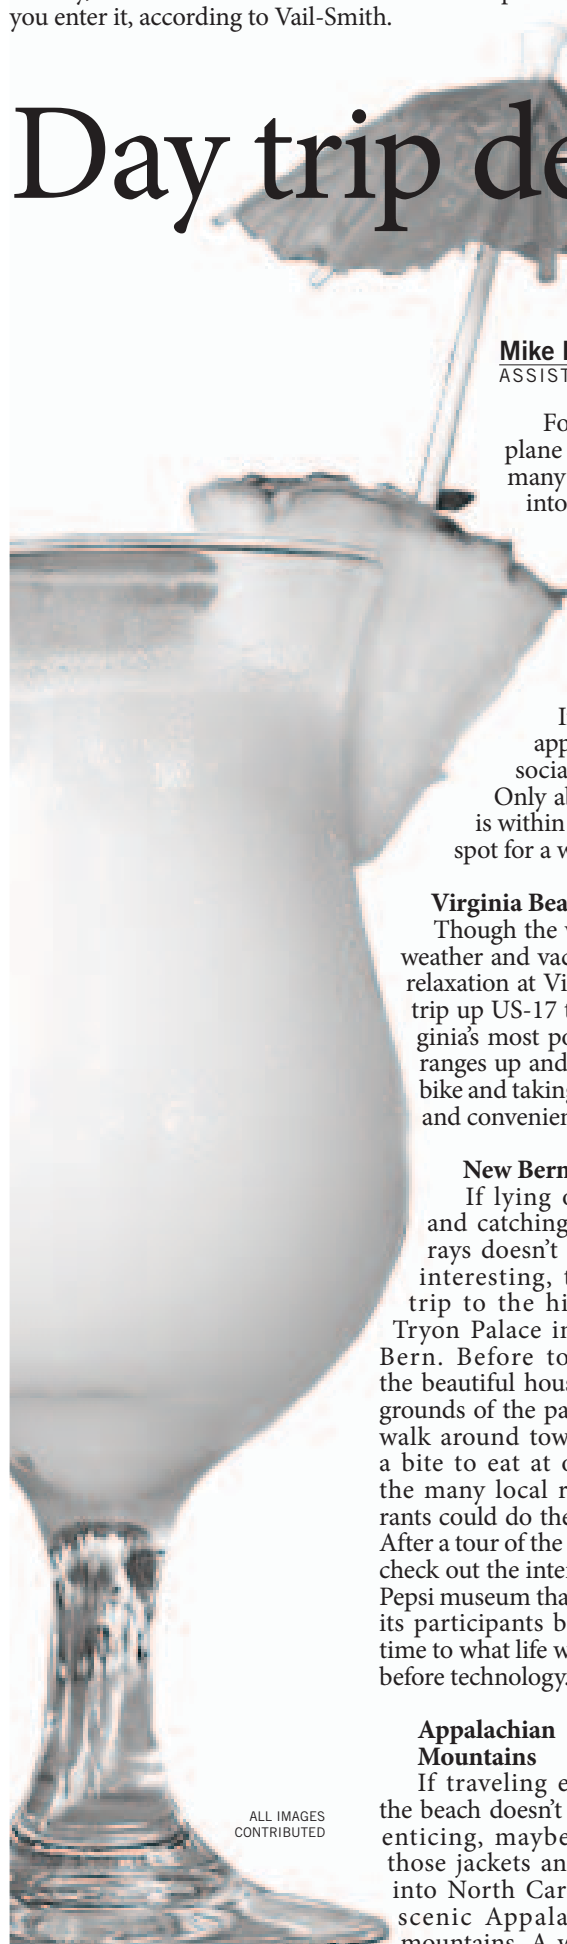 you enter it, according to Vail-Smith.
Day trip de
Mike
ASSIST
Fo
plane
many
into
app
socia
Only
is within
spot for a
Virginia Bea
Though the
weather and vac
relaxation at Vi
trip up US-17
ginia's most po
ranges up and
bike and taking
and convenien
New Bern
If lying
and catching
rays doesn't
interesting,
trip to the hi
Tryon Palace in
Bern. Before to
the beautiful hous
grounds of the pa
walk around tow
a bite to eat at
the many local r
rants could do the
After a tour of the
check out the inte
Pepsi museum tha
its participants b
time to what life w
before technology.
Appalachian
Mountains
If traveling e
the beach doesn't
enticing, maybe
those jackets an
into North Car
scenic Appala
mountains. A w
ALL IMAGES
CONTRIBUTED